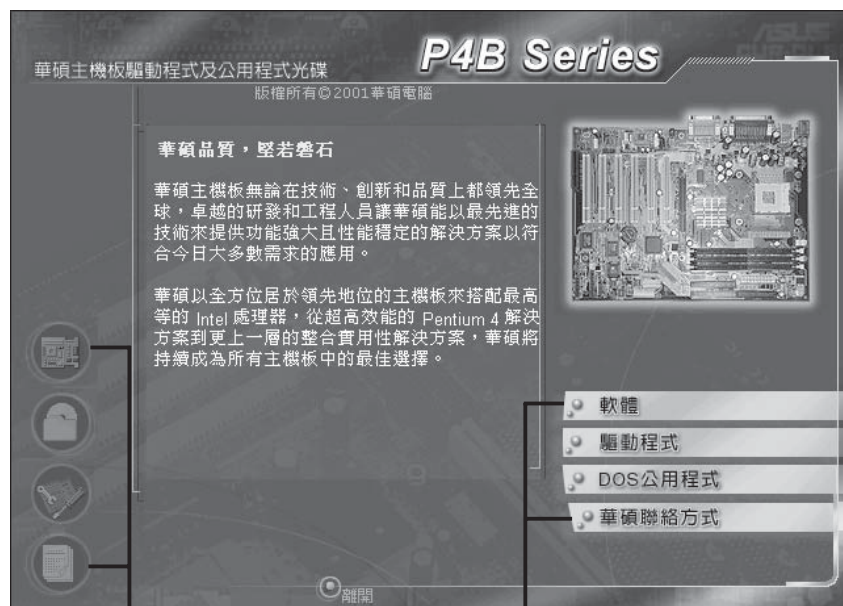 P4B Series
華碩主機板驅動程式及公用程式光碟
版權所有©2001華碩電腦
華碩品質，堅若磐石
華碩主機板無論在技術、創新和品質上都領先全
球，卓越的研發和工程人員讓華碩能以最先進的
技術來提供功能強大且性能穩定的解決方案以符
合今日大多數需求的應用。
華碩以全方位居於領先地位的主機板來搭配最高
等的 Intel 處理器，從超高效能的 Pentium 4 解決
方案到更上一層的整合實用性解決方案，華碩將
持續成為所有主機板中的最佳選擇。
軟體
驅動程式
DOS公用程式
華碩聯絡方式
離開